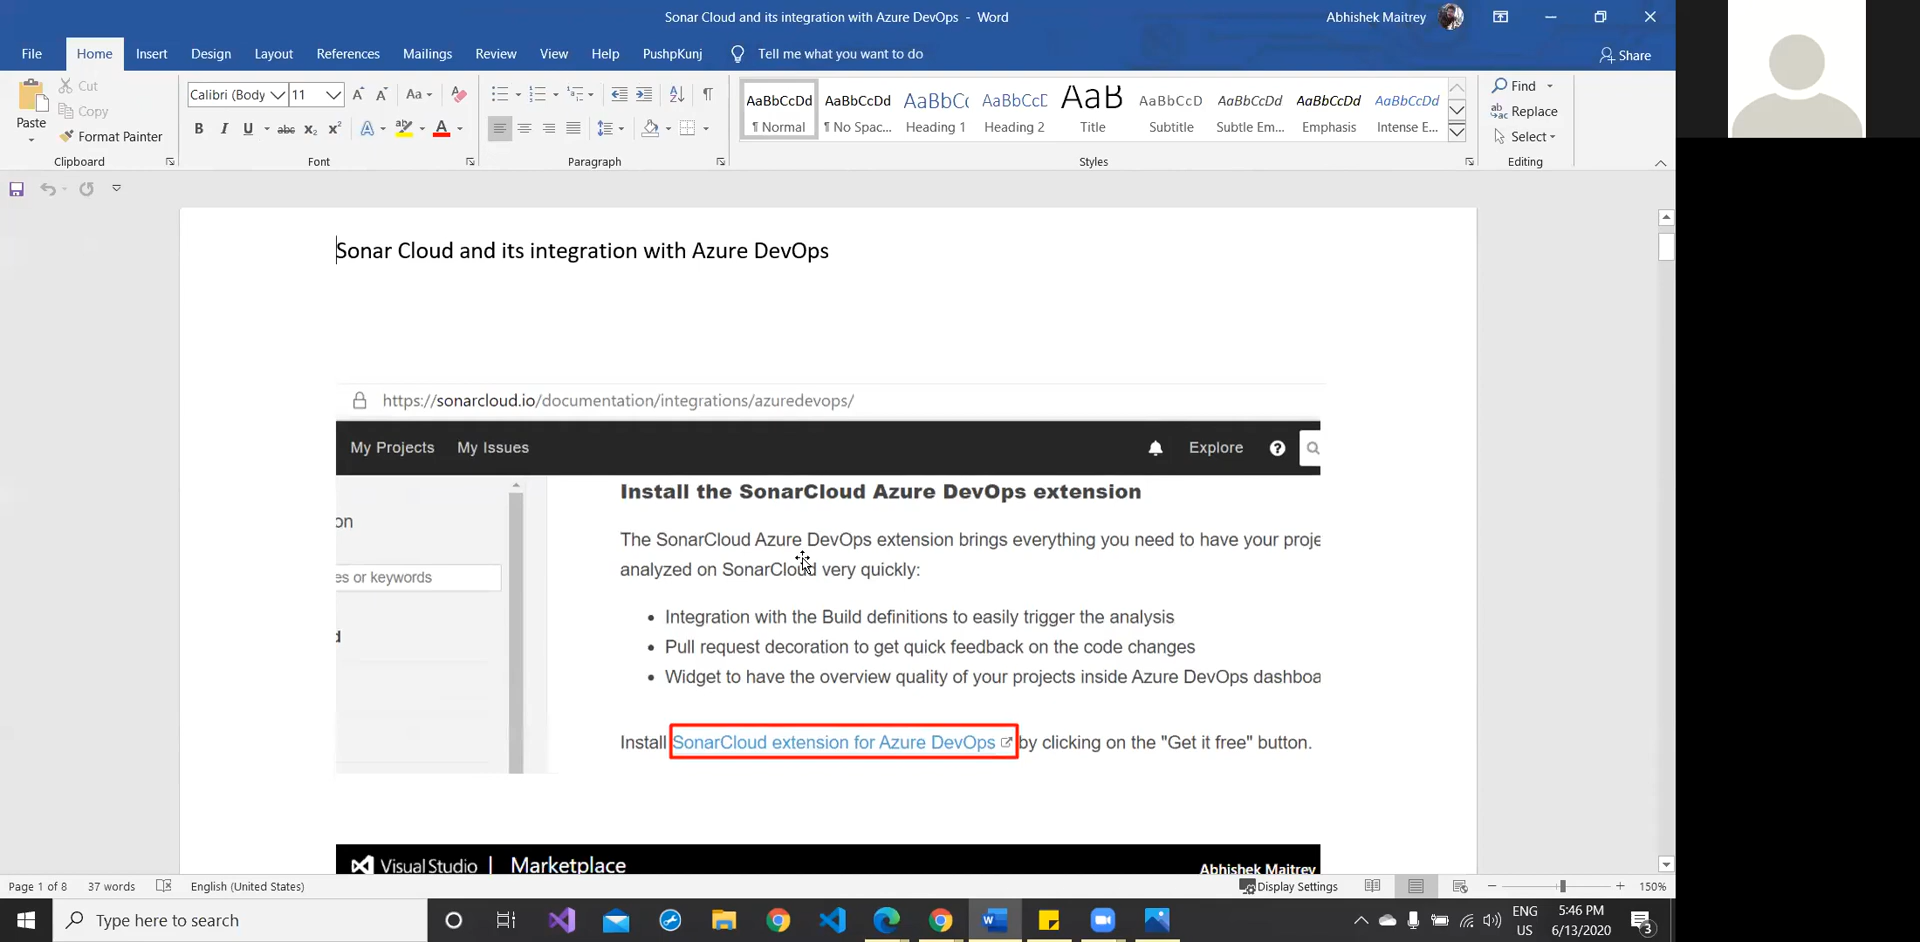 Sonar Cloud and its integration with Azure DevOps - Word
Abhishek Maitrey
File Home Insert Design Layout References Mailings Review View Help PushpKunj Tell me what you want to do Share
Paste
Cut
Copy
Format Painter
Clipboard
Calibri (Body 11
Font
Paragraph
AaBbCcDd AaBbCcDd AaBbCc AaBbCcD AaB AaBbCcD AaBbCcDd AaBbCcDd AaBbCcDd
¶ Normal ¶ No Spac... Heading 1 Heading 2 Title Subtitle Subtle Em... Emphasis Intense E...
Styles
Find
Replace
Select
Editing
Sonar Cloud and its integration with Azure DevOps
https://sonarcloud.io/documentation/integrations/azuredevops/
My Projects My Issues Explore
Install the SonarCloud Azure DevOps extension
on
The SonarCloud Azure DevOps extension brings everything you need to have your proje
analyzed on SonarCloud very quickly:
es or keywords
• Integration with the Build definitions to easily trigger the analysis
d
• Pull request decoration to get quick feedback on the code changes
• Widget to have the overview quality of your projects inside Azure DevOps dashboa
Install SonarCloud extension for Azure DevOps by clicking on the "Get it free" button.
Visual Studio | Marketplace Abhishek Maitrey
Page 1 of 8 37 words English (United States) Display Settings 150%
Type here to search
ENG
US
5:46 PM
6/13/2020
3